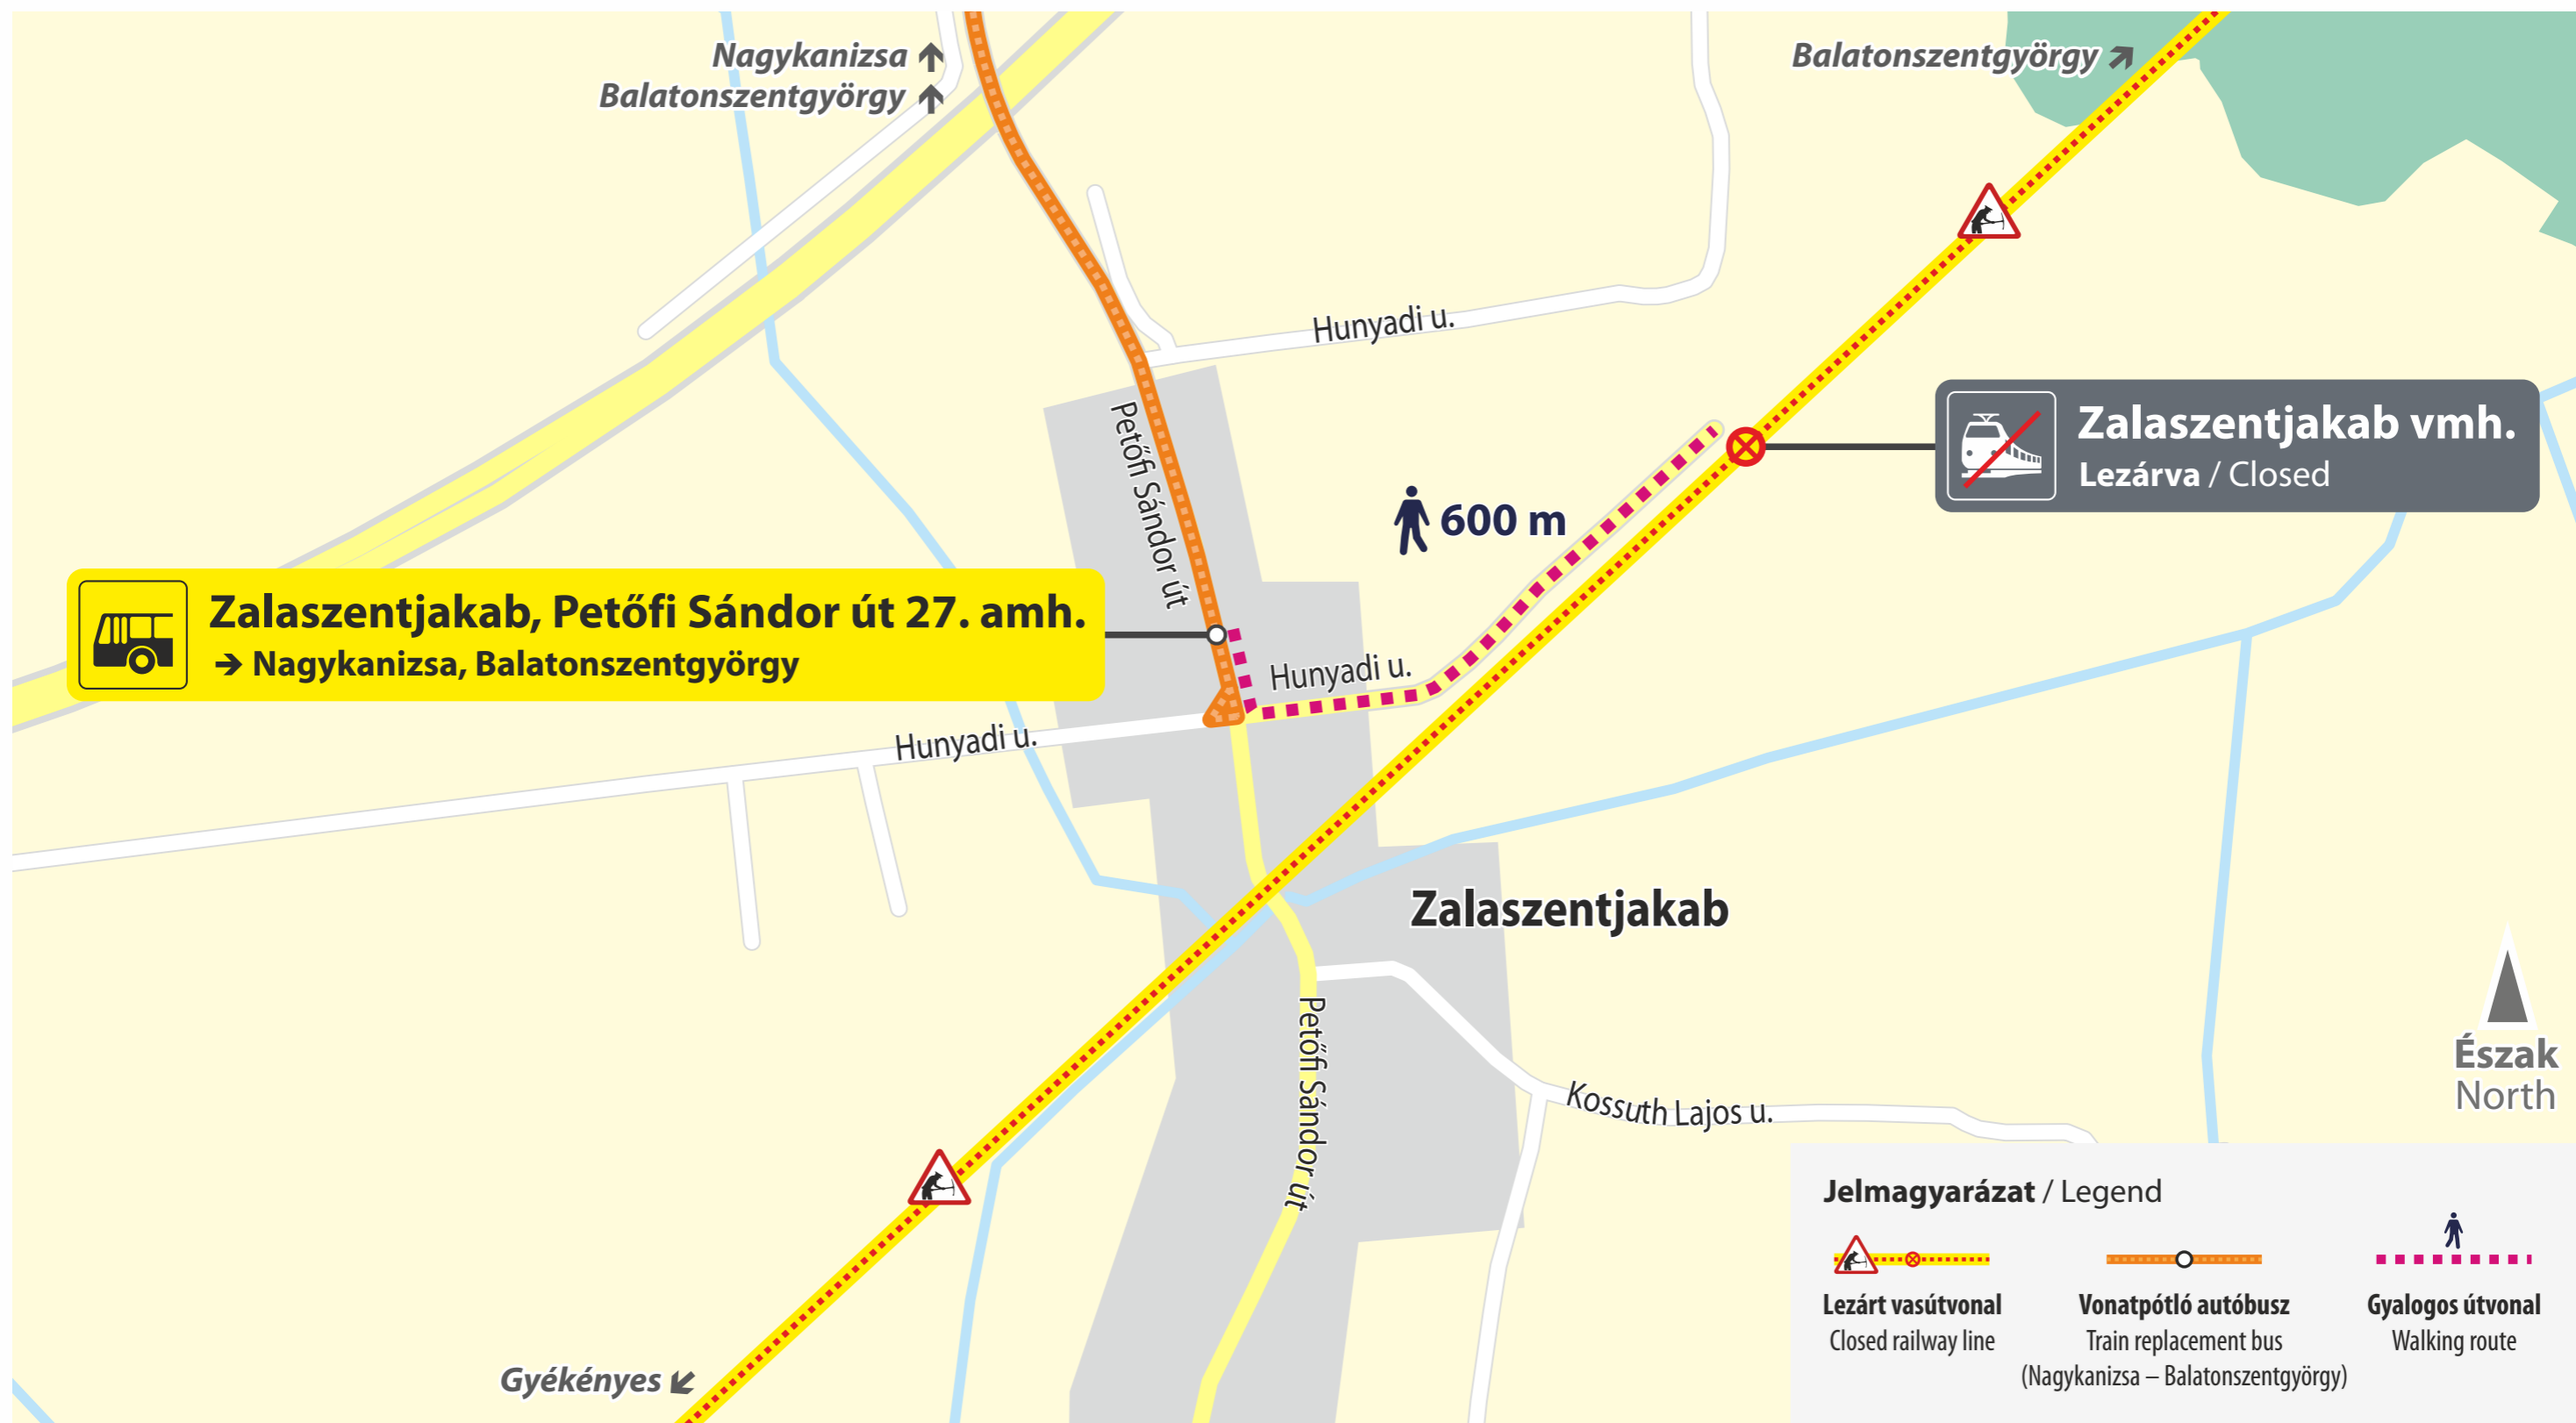 Nagykanizsa ↑
Balatonszentgyörgy ↑
Balatonszentgyörgy ↗
Hunyadi u.
Zalaszentjakab vmh.
Lezárva / Closed
Petőfi Sándor út
600 m
Zalaszentjakab, Petőfi Sándor út 27. amh.
→ Nagykanizsa, Balatonszentgyörgy
Hunyadi u.
Hunyadi u.
Zalaszentjakab
Petőfi Sándor út
Kossuth Lajos u.
Észak
North
Gyékényes ↙
Jelmagyarázat / Legend
Lezárt vasútvonal
Closed railway line
Vonatpótló autóbusz
Train replacement bus
(Nagykanizsa – Balatonszentgyörgy)
Gyalogos útvonal
Walking route